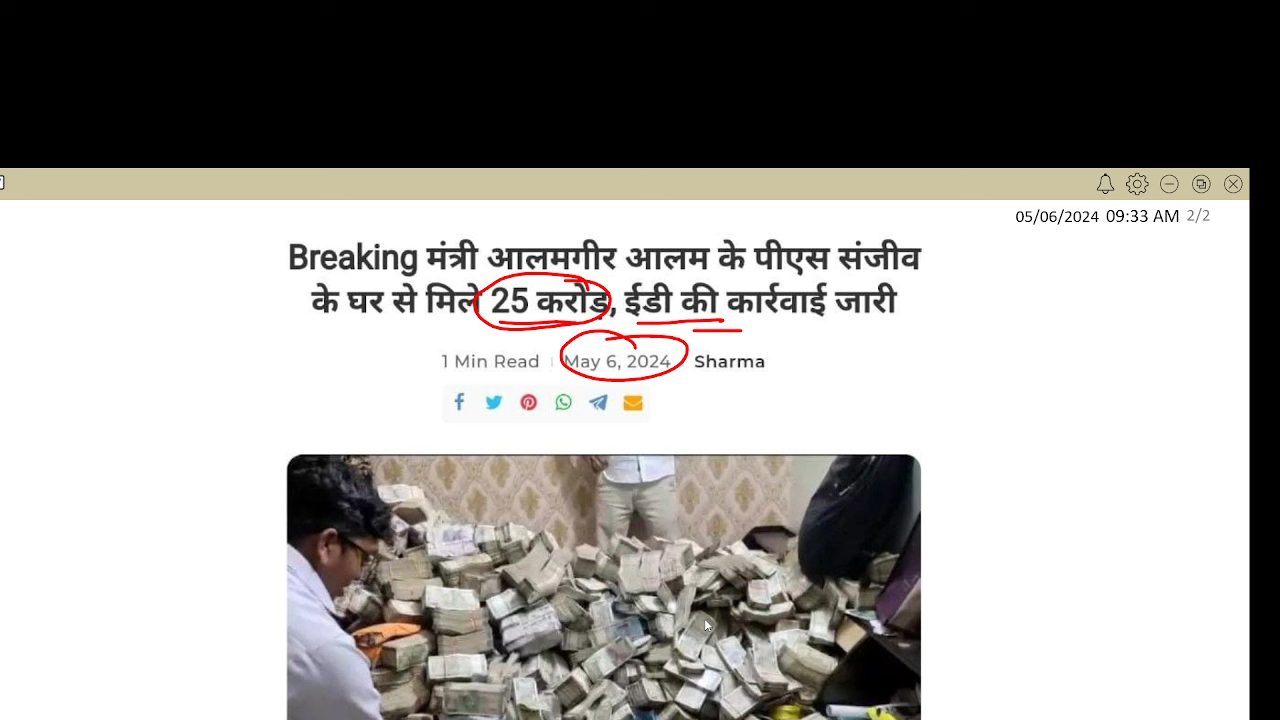 05/06/2024 09:33 AM 2/2
Breaking मंत्री आलमगीर आलम के पीएस संजीव
के घर से मिले 25 करोड़, ईडी की कार्रवाई जारी
1 Min Read May 6, 2024 Sharma